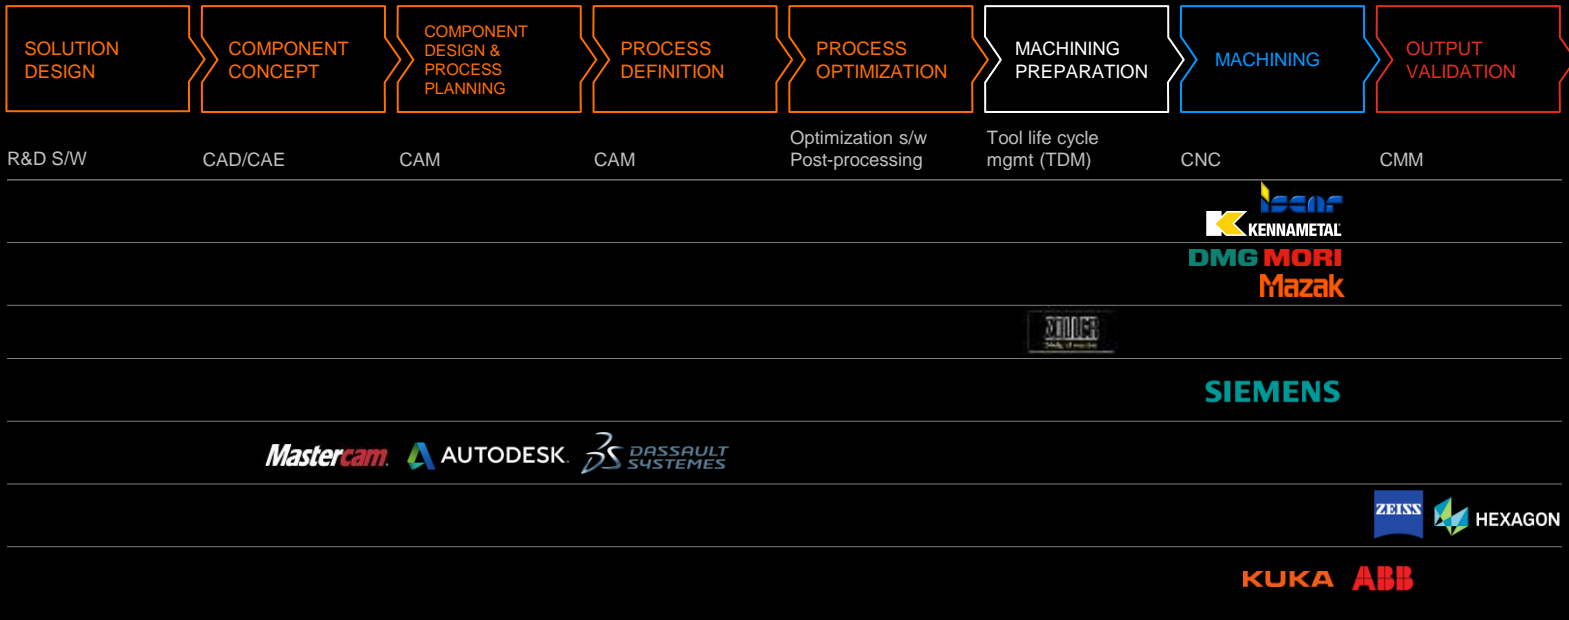 SOLUTION
DESIGN
COMPONENT
CONCEPT
COMPONENT
DESIGN &
PROCESS
PLANNING
PROCESS
DEFINITION
PROCESS
OPTIMIZATION
MACHINING
PREPARATION
MACHINING
OUTPUT
VALIDATION
R&D S/W
CAD/CAE
CAM
CAM
Optimization s/w
Post-processing
Tool life cycle
mgmt (TDM)
CNC
CMM
iscar
KENNAMETAL
DMG MORI
Mazak
ZOLLER
SIEMENS
Mastercam.
AUTODESK.
DASSAULT
SYSTEMES
ZEISS
HEXAGON
KUKA
ABB